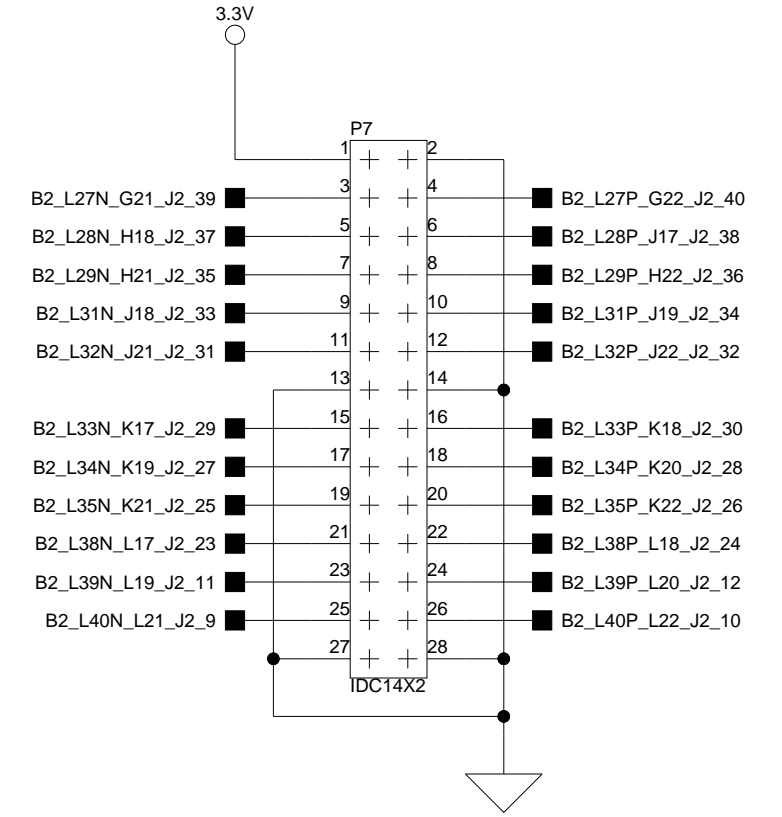 3.3V
P7
1 2
B2_L27N_G21_J2_39 3 4 B2_L27P_G22_J2_40
B2_L28N_H18_J2_37 5 6 B2_L28P_J17_J2_38
B2_L29N_H21_J2_35 7 8 B2_L29P_H22_J2_36
B2_L31N_J18_J2_33 9 10 B2_L31P_J19_J2_34
B2_L32N_J21_J2_31 11 12 B2_L32P_J22_J2_32
13 14
B2_L33N_K17_J2_29 15 16 B2_L33P_K18_J2_30
B2_L34N_K19_J2_27 17 18 B2_L34P_K20_J2_28
B2_L35N_K21_J2_25 19 20 B2_L35P_K22_J2_26
B2_L38N_L17_J2_23 21 22 B2_L38P_L18_J2_24
B2_L39N_L19_J2_11 23 24 B2_L39P_L20_J2_12
B2_L40N_L21_J2_9 25 26 B2_L40P_L22_J2_10
27 28
IDC14X2